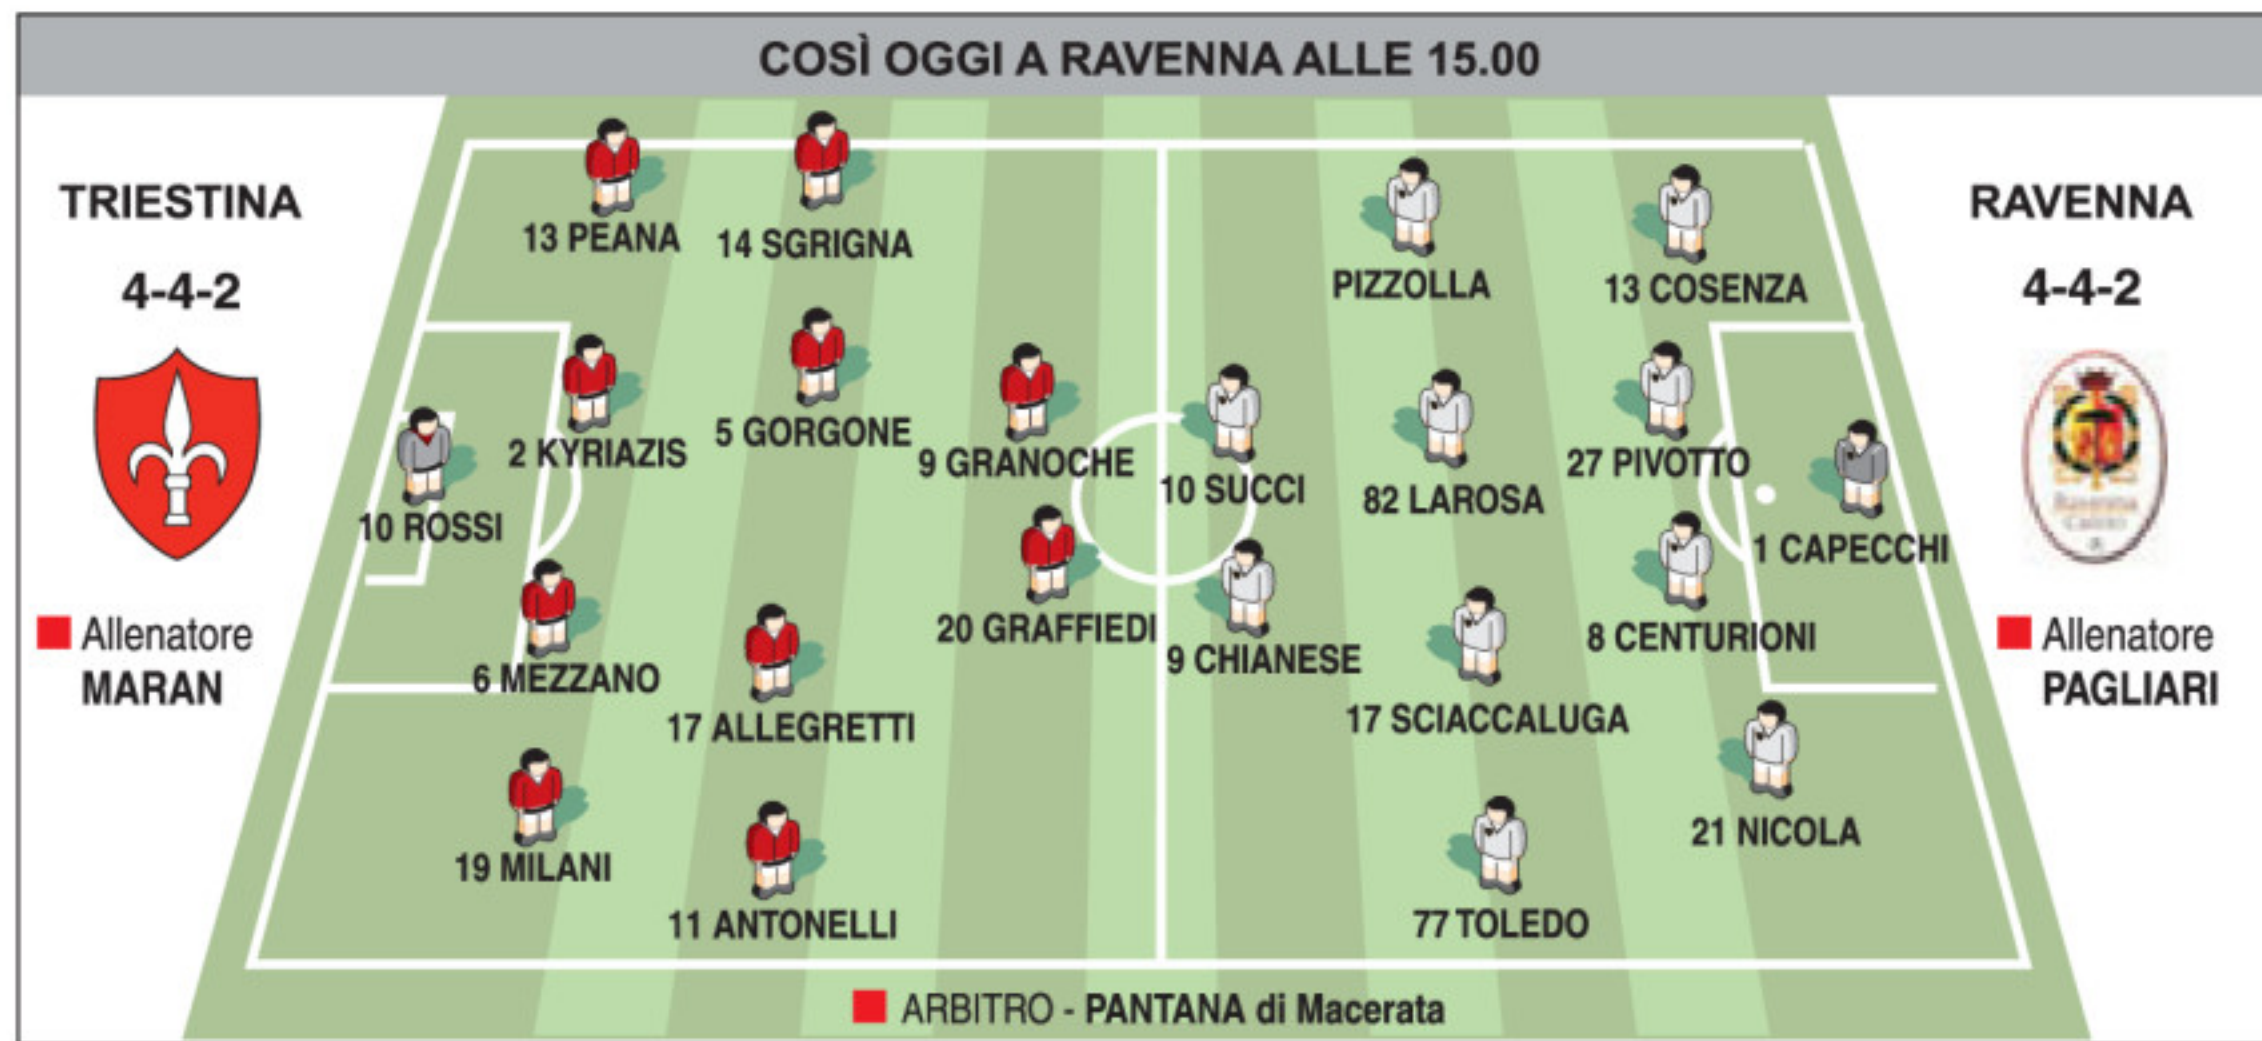 COSÌ OGGI A RAVENNA ALLE 15.00
TRIESTINA
4-4-2
Allenatore
MARAN
10 ROSSI
13 PEANA
2 KYRIAZIS
6 MEZZANO
19 MILANI
14 SGRIGNA
5 GORGONE
17 ALLEGRETTI
11 ANTONELLI
9 GRANOCHE
20 GRAFFIEDI
10 SUCCI
9 CHIANESE
PIZZOLLA
82 LAROSA
17 SCIACCALUGA
77 TOLEDO
13 COSENZA
27 PIVOTTO
8 CENTURIONI
21 NICOLA
1 CAPECCHI
RAVENNA
4-4-2
Allenatore
PAGLIARI
ARBITRO - PANTANA di Macerata